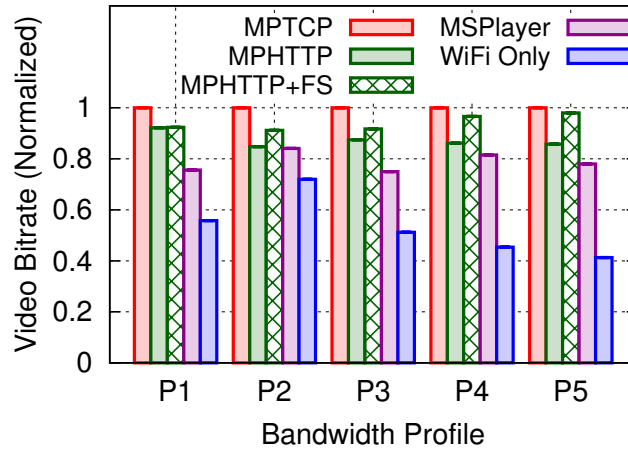 MPTCP MSPlayer
MPHTTP WiFi Only
MPHTTP+FS
Video Bitrate (Normalized)
1
0.8
0.6
0.4
0.2
0
P1 P2 P3 P4 P5
Bandwidth Profile